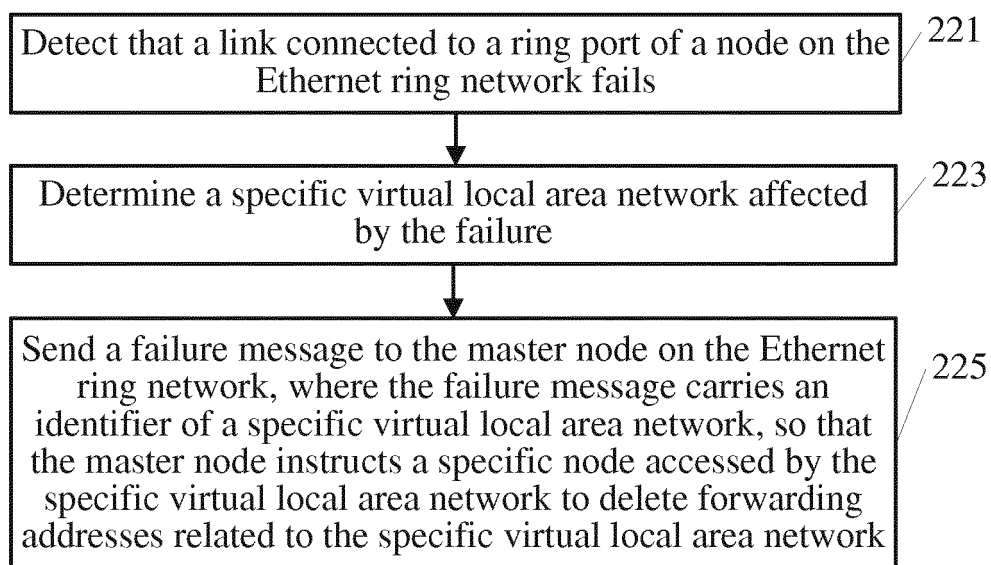 Detect that a link connected to a ring port of a node on the
Ethernet ring network fails
221
Determine a specific virtual local area network affected
by the failure
223
Send a failure message to the master node on the Ethernet
ring network, where the failure message carries an
identifier of a specific virtual local area network, so that
the master node instructs a specific node accessed by the
specific virtual local area network to delete forwarding
addresses related to the specific virtual local area network
225